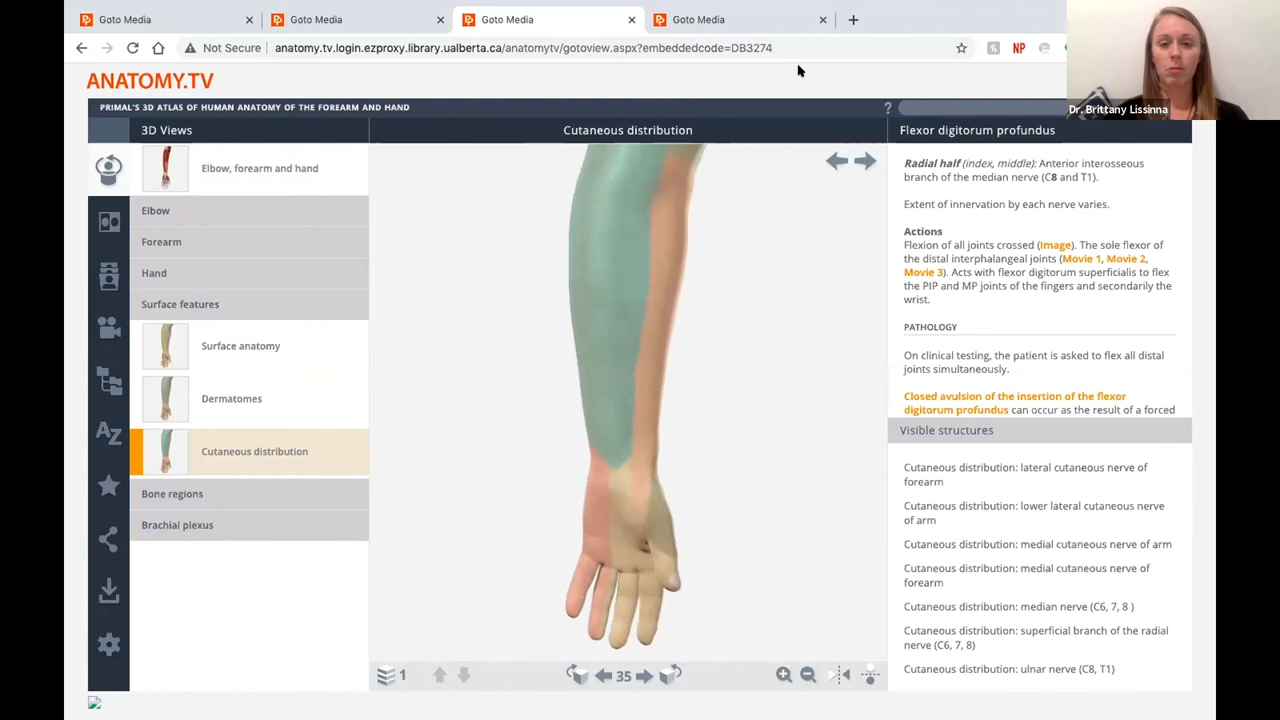 Goto Media
Goto Media
Goto Media
Goto Media
Not Secure
anatomy.tv.login.ezproxy.library.ualberta.ca/anatomytv/gotoview.aspx?embeddedcode=DB3274
NP
Dr. Brittany Lissinna
ANATOMY.TV
PRIMAL'S 3D ATLAS OF HUMAN ANATOMY OF THE FOREARM AND HAND
?
3D Views
Elbow, forearm and hand
Elbow
Forearm
Hand
Surface features
Surface anatomy
Dermatomes
Cutaneous distribution
Bone regions
Brachial plexus
AZ
Cutaneous distribution
1
35
Flexor digitorum profundus
Radial half (index, middle): Anterior interosseous
branch of the median nerve (C8 and T1).
Extent of innervation by each nerve varies.
Actions
Flexion of all joints crossed (Image). The sole flexor of
the distal interphalangeal joints (Movie 1, Movie 2,
Movie 3). Acts with flexor digitorum superficialis to flex
the PIP and MP joints of the fingers and secondarily the
wrist.
PATHOLOGY
On clinical testing, the patient is asked to flex all distal
joints simultaneously.
Closed avulsion of the insertion of the flexor
digitorum profundus can occur as the result of a forced
Visible structures
Cutaneous distribution: lateral cutaneous nerve of
forearm
Cutaneous distribution: lower lateral cutaneous nerve
of arm
Cutaneous distribution: medial cutaneous nerve of arm
Cutaneous distribution: medial cutaneous nerve of
forearm
Cutaneous distribution: median nerve (C6, 7, 8 )
Cutaneous distribution: superficial branch of the radial
nerve (C6, 7, 8)
Cutaneous distribution: ulnar nerve (C8, T1)